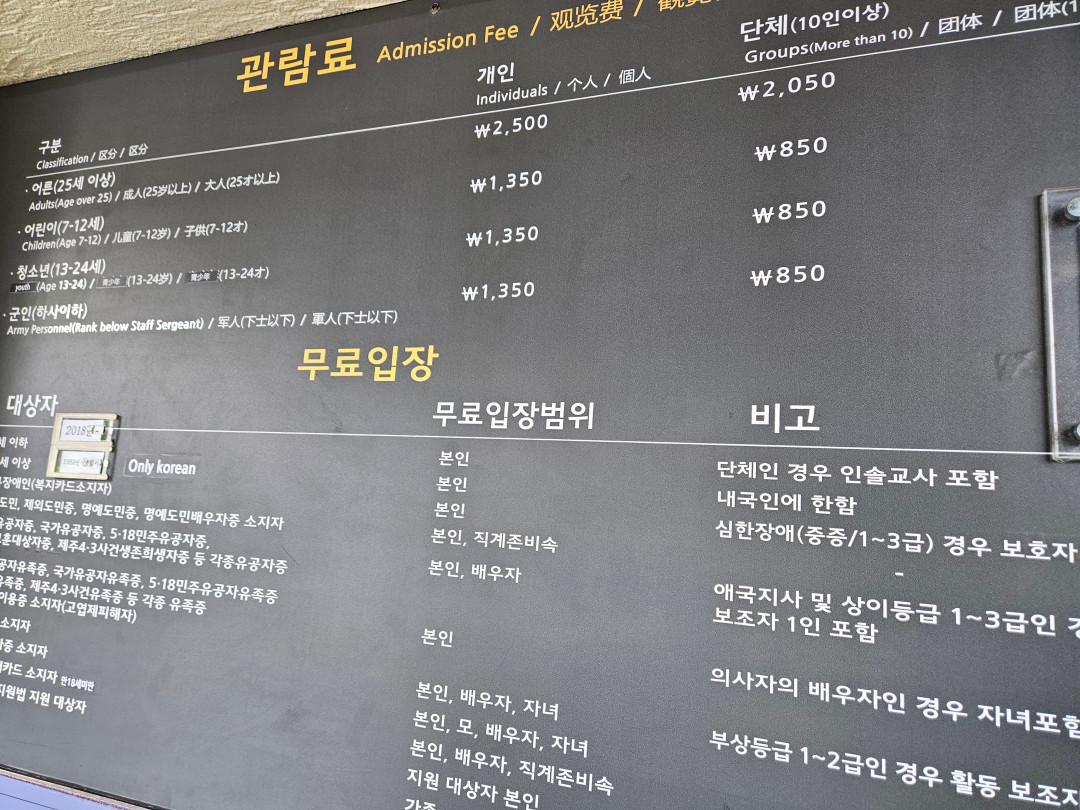 관람료 Admission Fee / 观览费 /
구분 개인 단체(10인이상)
Classification / 区分 / 区分 Individuals / 个人 / 個人 Groups(More than 10) / 团体 / 団体
· 어른(25세 이상) ₩2,500 ₩2,050
Adults(Age over 25) / 成人(25岁以上) / 大人(25才以上)
· 어린이(7-12세) ₩1,350 ₩850
Children(Age 7-12) / 儿童(7-12岁) / 子供(7-12才)
· 청소년(13-24세) ₩1,350 ₩850
youth (Age 13-24) / 青少年 (13-24岁) / 青少年 (13-24才)
· 군인(하사이하) ₩1,350 ₩850
Army Personnel(Rank below Staff Sergeant) / 军人(下士以下) / 軍人(下士以下)
무료입장
대상자 무료입장범위 비고
이하 2018년 본인 단체인 경우 인솔교사 포함
세 이상 Only korean 본인 내국인에 한함
장애인(복지카드소지자) 본인 심한장애(중증/1~3급) 경우 보호자
도민, 제외도민증, 명예도민증, 명예도민배우자증 소지자 본인, 직계존비속 -
유공자증, 국가유공자증, 5·18민주유공자증, 본인, 배우자 애국지사 및 상이등급 1~3급인
대상자증, 제주4·3사건생존희생자증 등 각종유공자증 보조자 1인 포함
공자유족증, 국가유공자유족증, 5·18민주유공자유족증 본인
유족증, 제주4·3사건유족증 등 각종 유족증
이용증 소지자(고엽제피해자)
소지자 본인, 배우자, 자녀 의사자의 배우자인 경우 자녀포함
자증 소지자 본인, 모, 배우자, 자녀
카드 소지자 만18세미만 본인, 배우자, 직계존비속 부상등급 1~2급인 경우 활동 보조자
지원법 지원 대상자 지원 대상자 본인